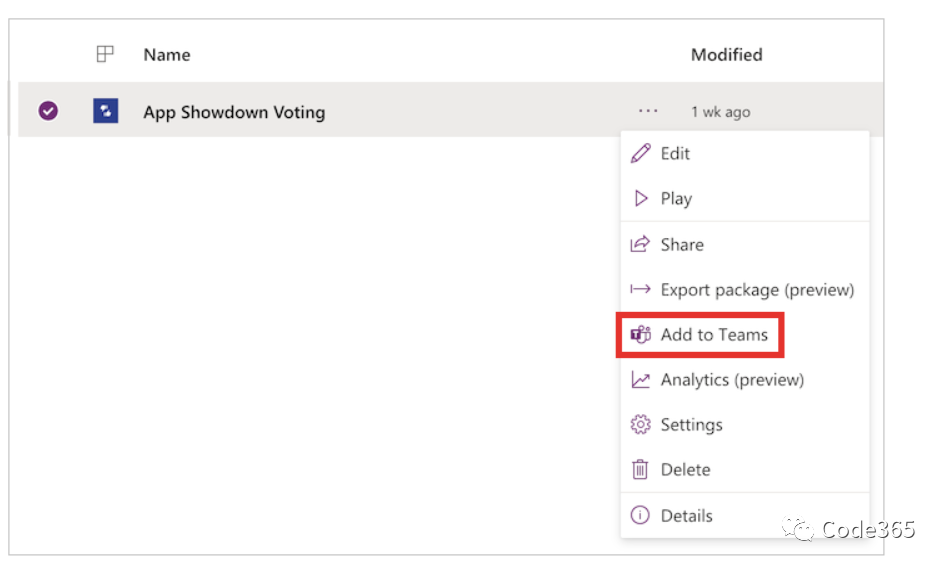 Name Modified
App Showdown Voting ... 1 wk ago
Edit
Play
Share
Export package (preview)
Add to Teams
Analytics (preview)
Settings
Delete
Details
Code365